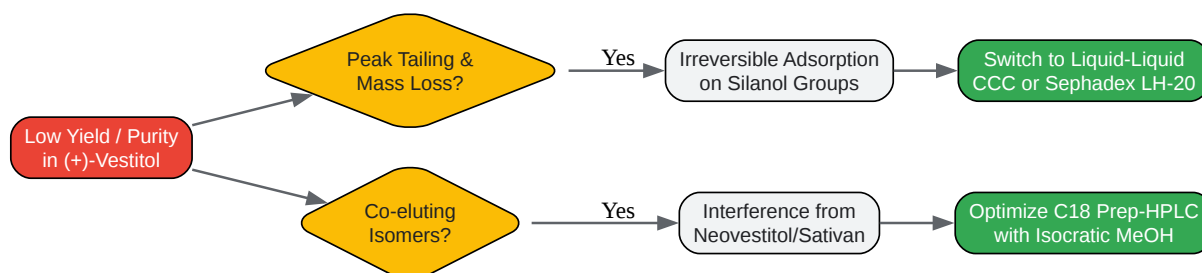 Peak Tailing &
Mass Loss?
Yes
Irreversible Adsorption
on Silanol Groups
Switch to Liquid-Liquid
CCC or Sephadex LH-20
Low Yield / Purity
in (+)-Vestitol
Co-eluting
Isomers?
Yes
Interference from
Neovestitol/Sativan
Optimize C18 Prep-HPLC
with Isocratic MeOH